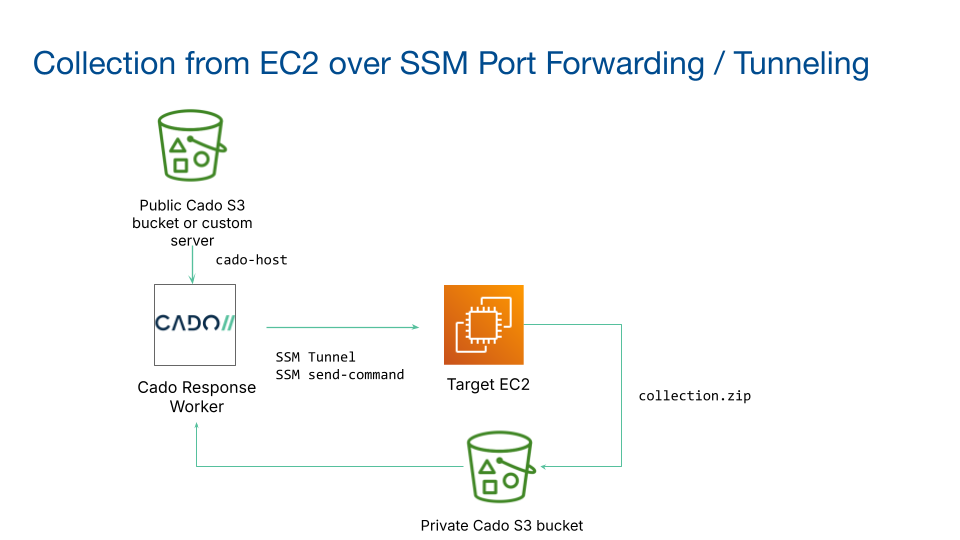 Collection from EC2 over SSM Port Forwarding / Tunneling
Public Cado S3
bucket or custom
server
cado-host
CADO//
SSM Tunnel
SSM send-command
Cado Response
Worker
Target EC2
collection.zip
Private Cado S3 bucket